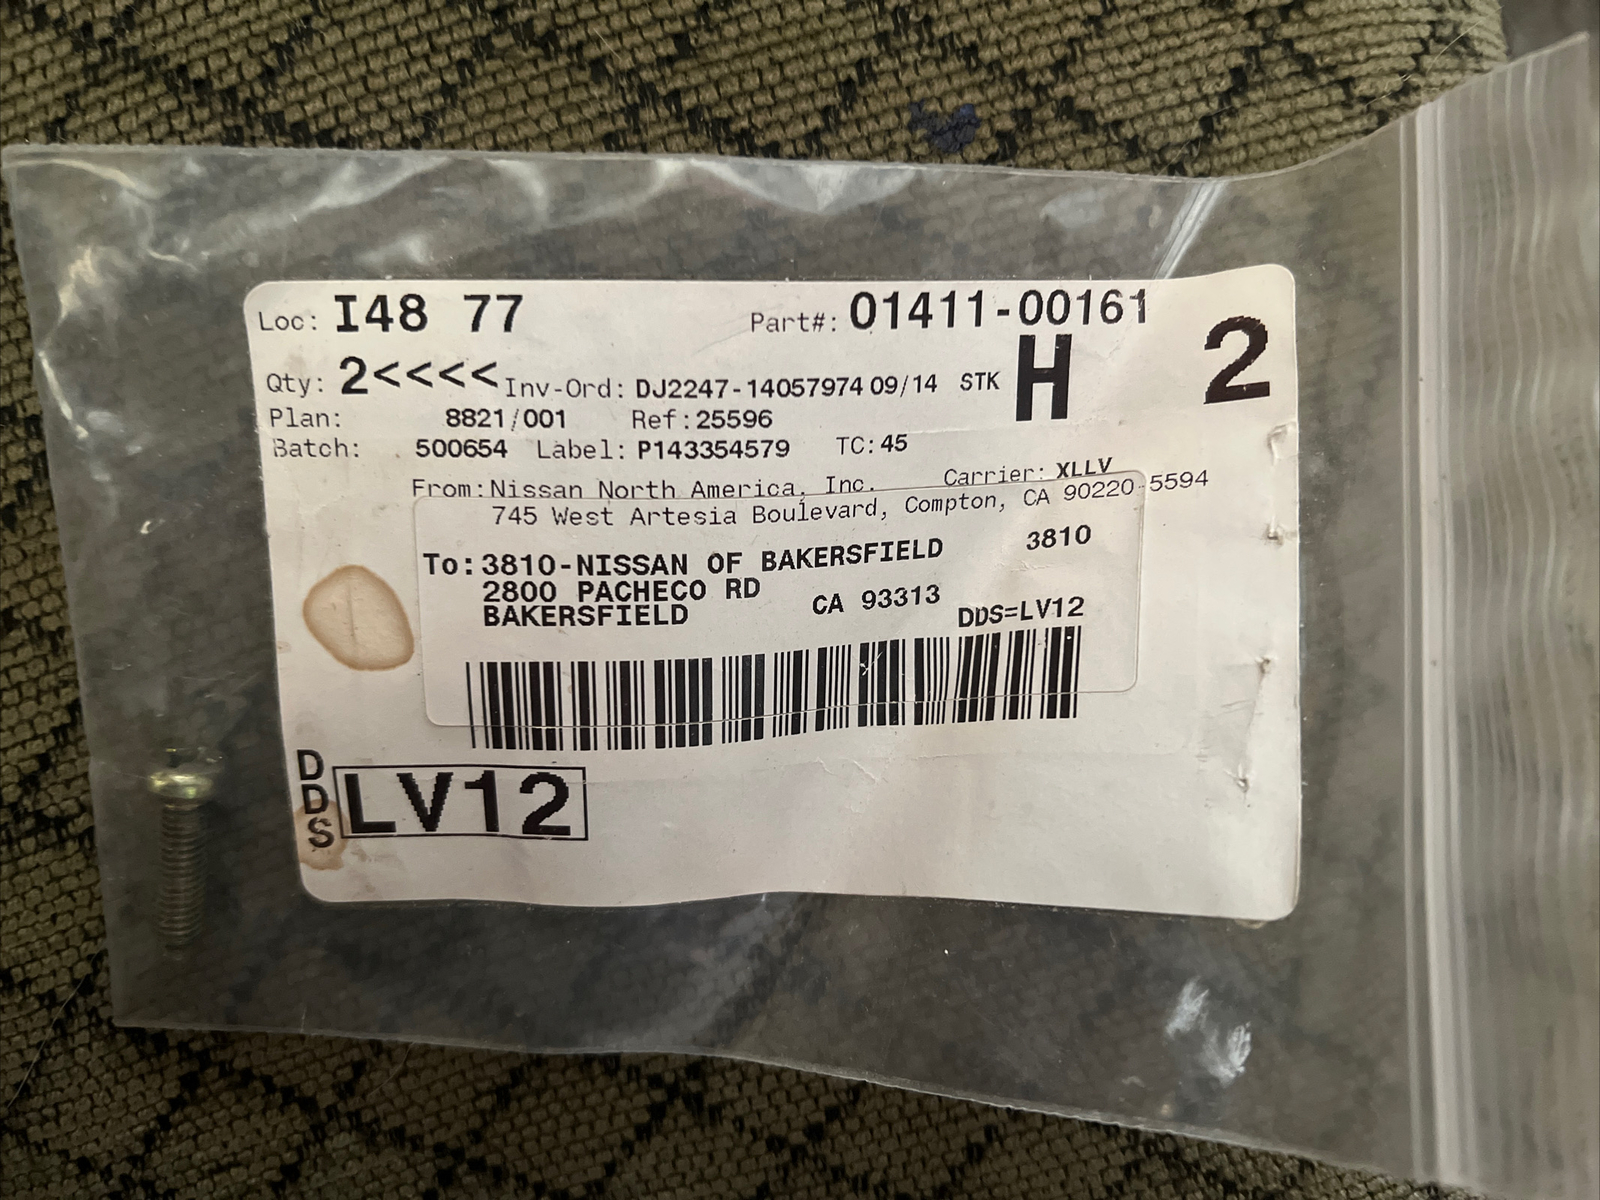 Loc: I48 77 Part#: 01411-00161
Qty: 2<<<< Inv-Ord: DJ2247-14057974 09/14 STK H 2
Plan: 8821/001 Ref:25596
Batch: 500654 Label: P143354579 TC:45
From:Nissan North America, Inc. Carrier: XLLV
745 West Artesia Boulevard, Compton, CA 90220-5594
To:3810-NISSAN OF BAKERSFIELD 3810
2800 PACHECO RD
BAKERSFIELD CA 93313 DDS=LV12
DDS LV12